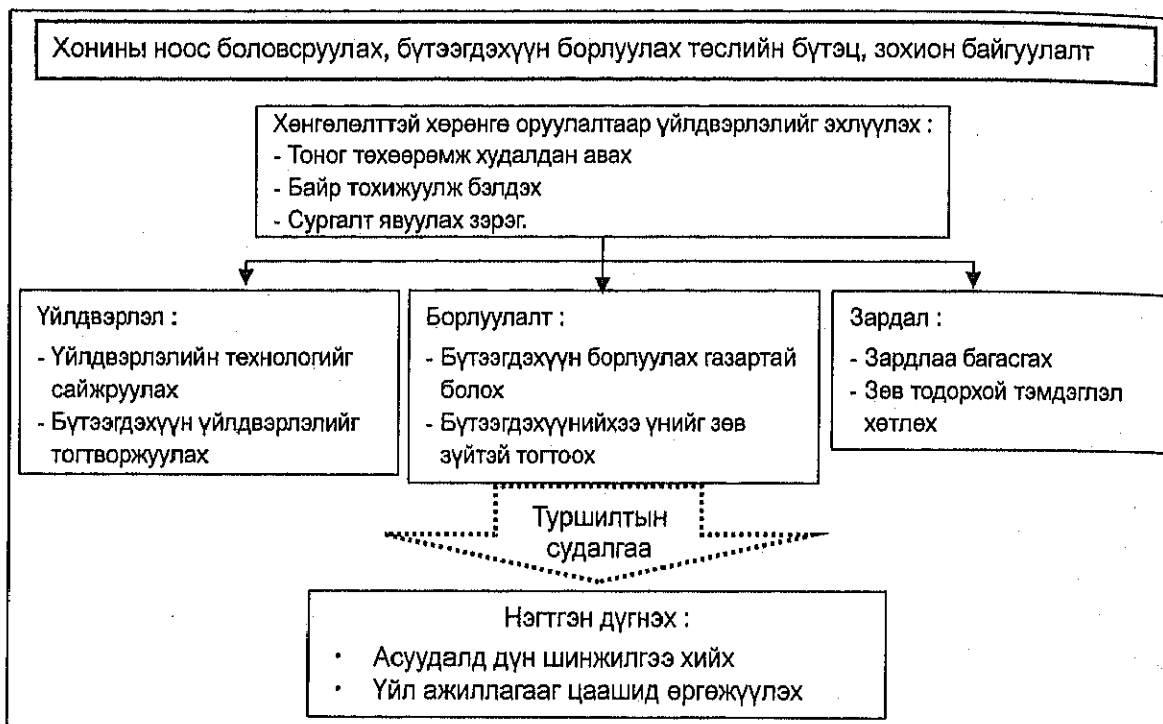 Хонины ноос боловсруулах, бүтээгдэхүүн борлуулах төслийн бүтэц, зохион байгуулалт
Хөнгөлөлттэй хөрөнгө оруулалтаар үйлдвэрлэлийг эхлүүлэх :
- Тоног төхөөрөмж худалдан авах
- Байр тохижуулж бэлдэх
- Сургалт явуулах зэрэг.
Үйлдвэрлэл :
- Үйлдвэрлэлийн технологийг
сайжруулах
- Бүтээгдэхүүн үйлдвэрлэлийг
тогтворжуулах
Борлуулалт :
- Бүтээгдэхүүн борлуулах газартай
болох
- Бүтээгдэхүүнийхээ үнийг зөв
зүйтэй тогтоох
Зардал :
- Зардлаа багасгах
- Зөв тодорхой тэмдэглэл
хөтлөх
Туршилтын
судалгаа
Нэгтгэн дүгнэх :
· Асуудалд дүн шинжилгээ хийх
· Үйл ажиллагааг цаашид өргөжүүлэх